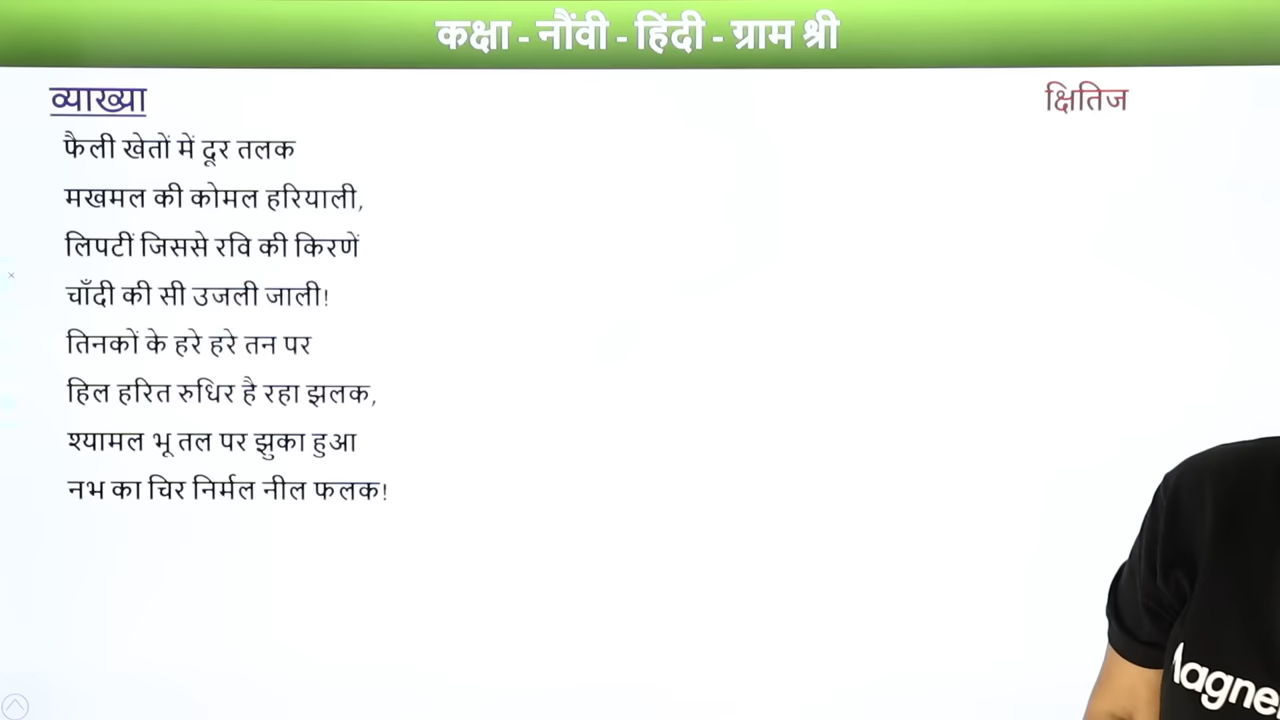 कक्षा - नौंवी - हिंदी - ग्राम श्री
व्याख्या
क्षितिज
फैली खेतों में दूर तलक
मखमल की कोमल हरियाली,
लिपटीं जिससे रवि की किरणें
चाँदी की सी उजली जाली!
तिनकों के हरे हरे तन पर
हिल हरित रुधिर है रहा झलक,
श्यामल भू तल पर झुका हुआ
नभ का चिर निर्मल नील फलक!